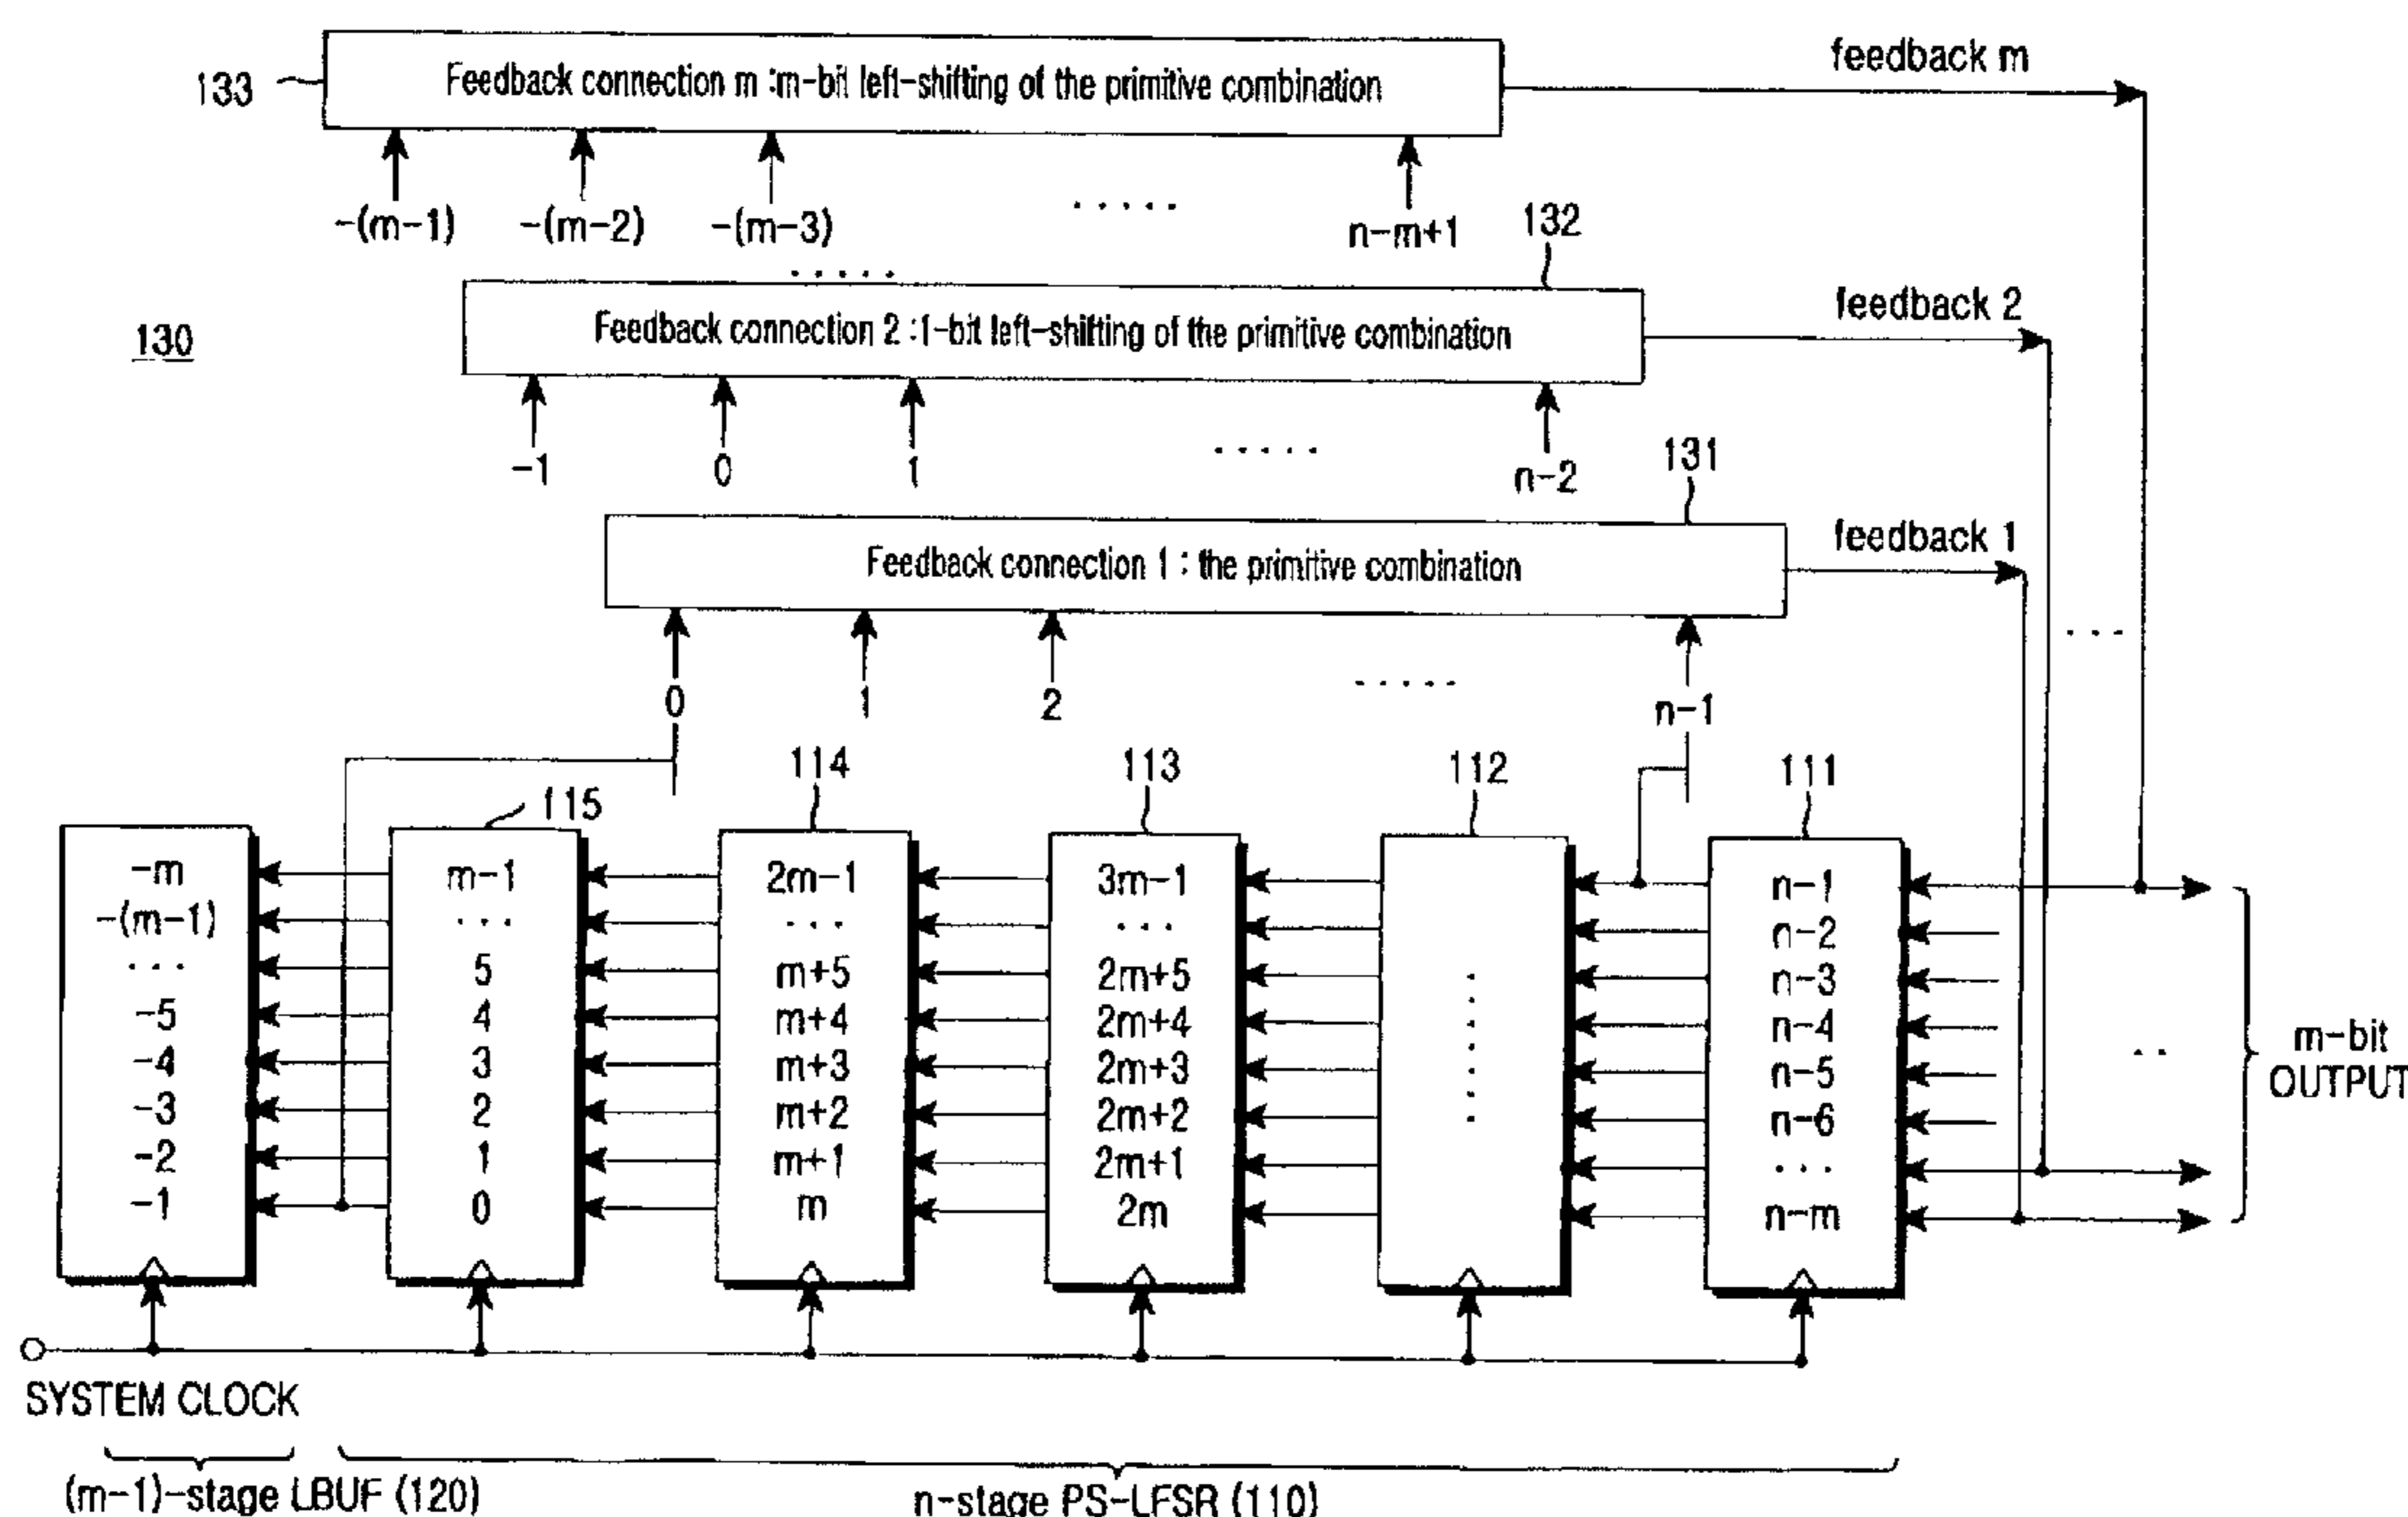 feedback m
133
Feedback connection m :m-bit left-shifting of the primitive combination
-(m-1) -(m-2) -(m-3) ..... n-m+1
132
.....
feedback 2
130
Feedback connection 2 :1-bit left-shifting of the primitive combination
-1 0 1 ..... n-2
131
feedback 1
Feedback connection 1 : the primitive combination
...
0 1 2 ..... n-1
115 114 113 112 111
-m m-1 2m-1 3m-1 n-1
-(m-1) ... ... ... n-2
... 5 m+5 2m+5 n-3
-5 4 m+4 2m+4 n-4
-4 3 m+3 2m+3 n-5
-3 2 m+2 2m+2 n-6
-2 1 m+1 2m+1 ...
-1 0 m 2m n-m
m-bit
OUTPUT
SYSTEM CLOCK
(m-1)-stage LBUF (120)
n-stage PS-LFSR (110)